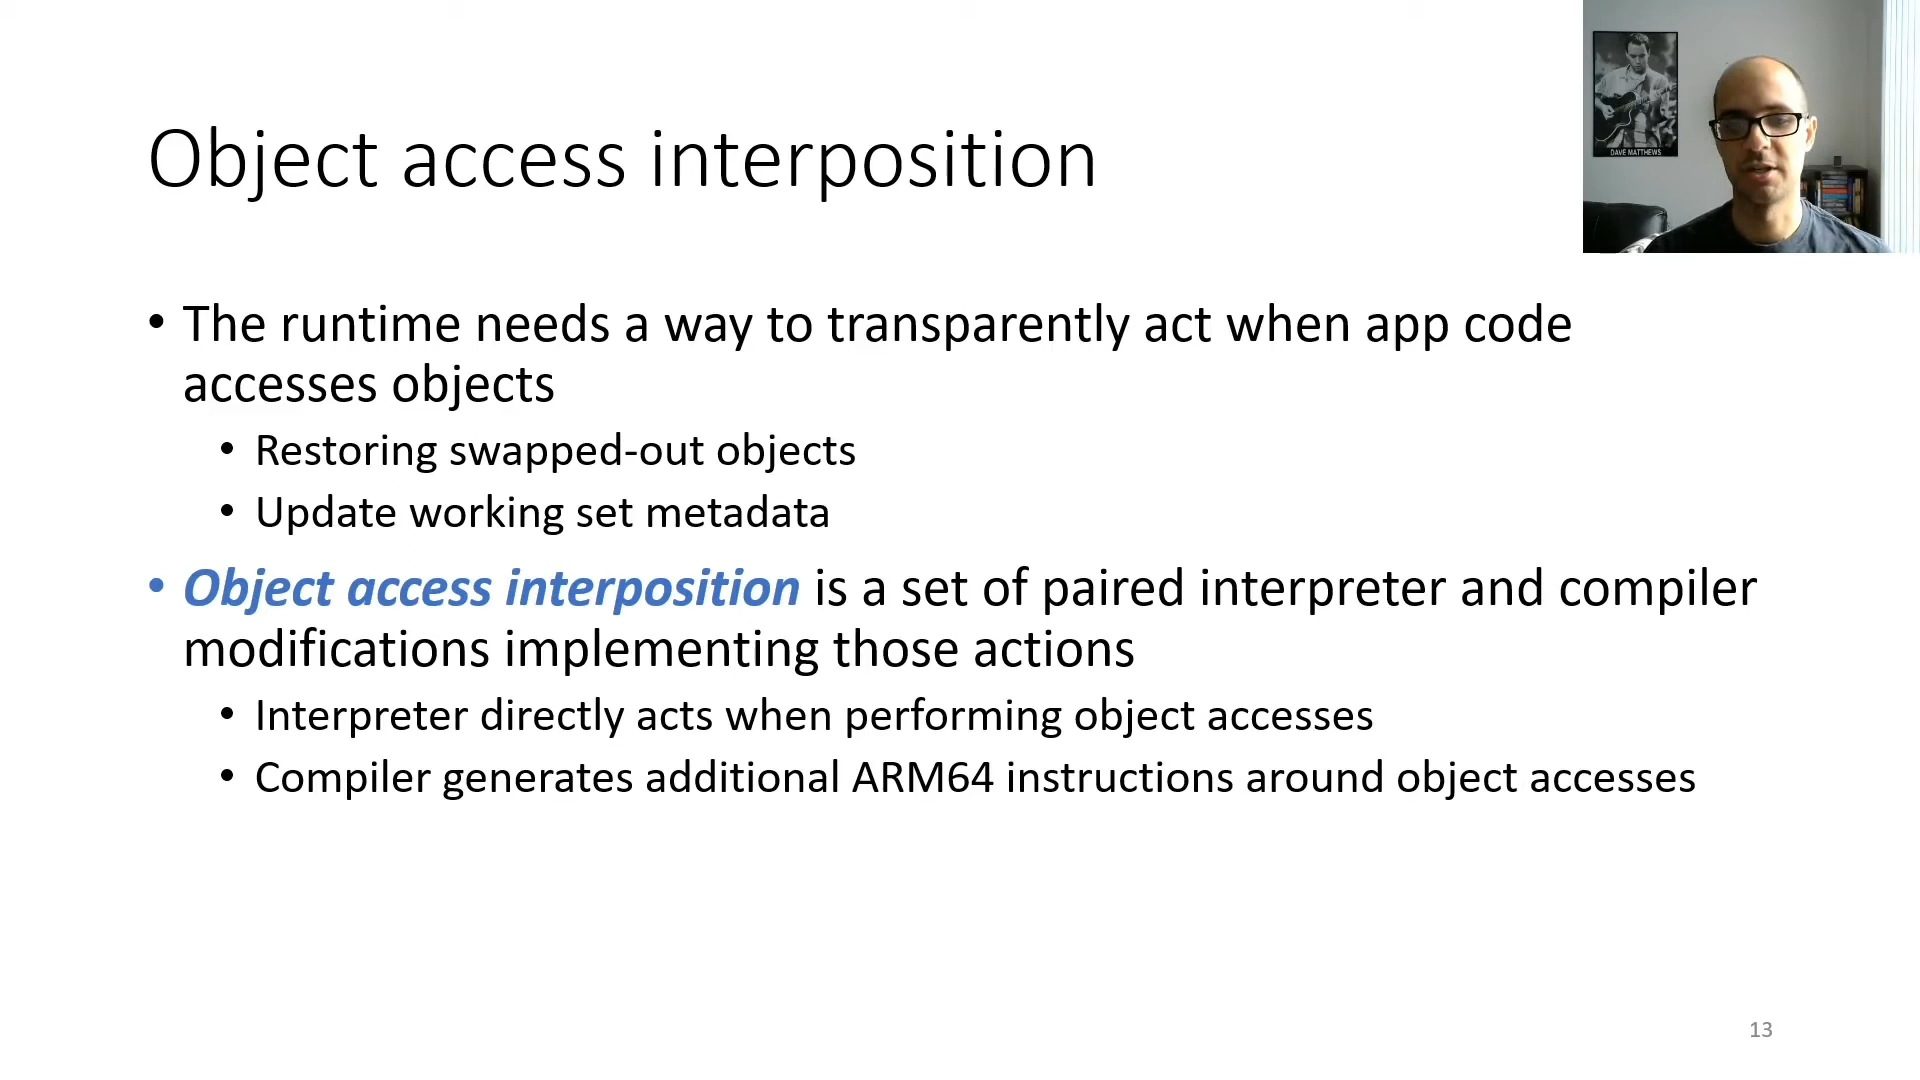 DAVE MATTHEWS
Object access interposition
• The runtime needs a way to transparently act when app code
accesses objects
• Restoring swapped-out objects
• Update working set metadata
• Object access interposition is a set of paired interpreter and compiler
modifications implementing those actions
• Interpreter directly acts when performing object accesses
• Compiler generates additional ARM64 instructions around object accesses
13